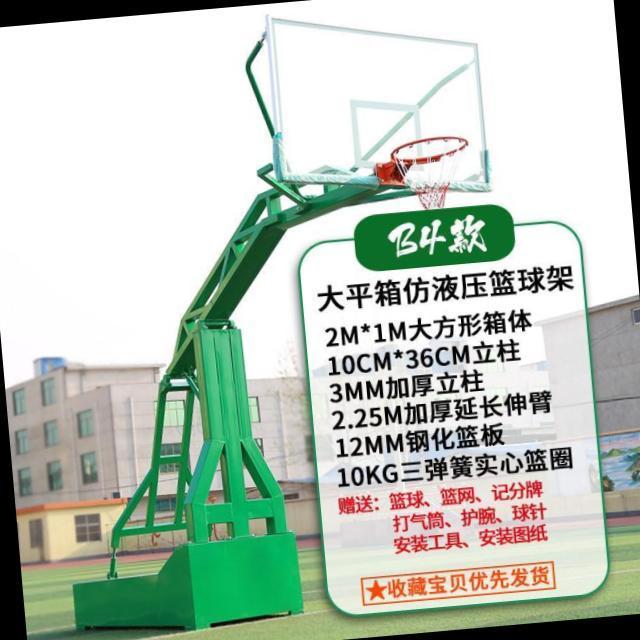 B4款
大平箱仿液压篮球架
2M*1M大方形箱体
10CM*36CM立柱
3MM加厚立柱
2.25M加厚延长伸臂
12MM钢化篮板
10KG三弹簧实心篮圈
赠送：篮球、篮网、记分牌
打气筒、护腕、球针
安装工具、安装图纸
★收藏宝贝优先发货